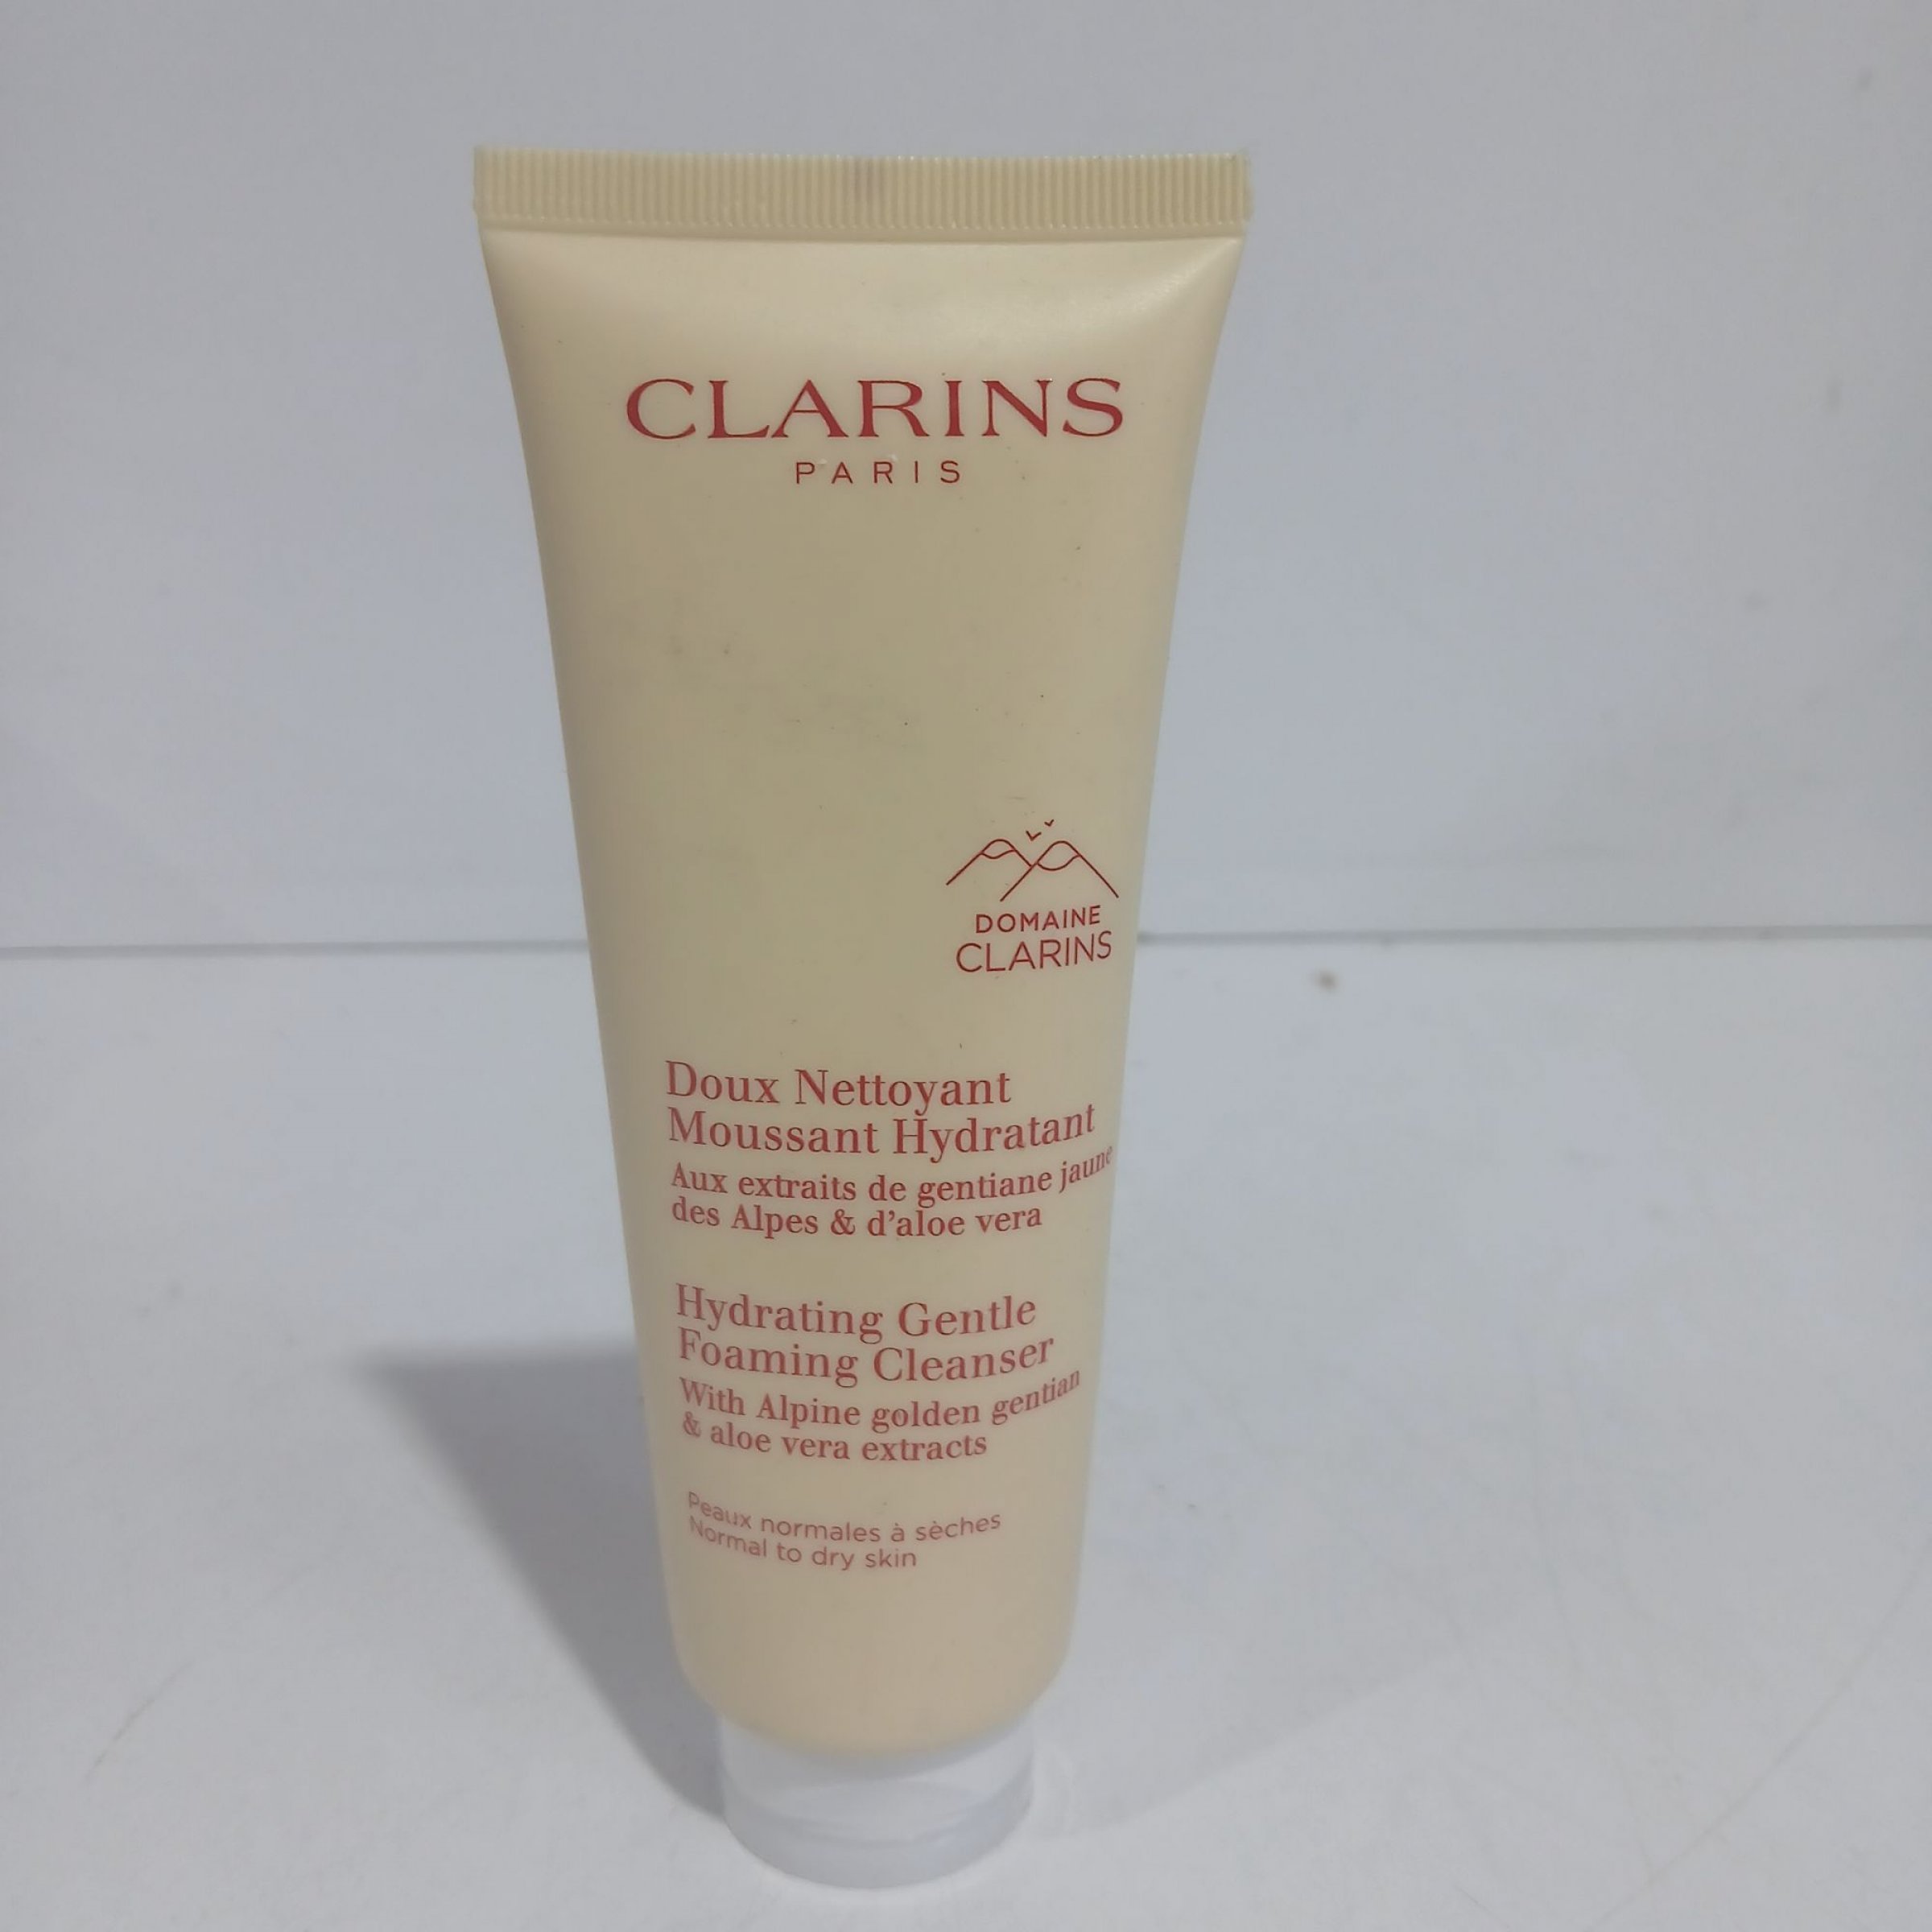 CLARINS
PARIS
DOMAINE
CLARINS
Doux Nettoyant
Moussant Hydratant
Aux extraits de gentiane jaune
des Alpes & d'aloe vera
Hydrating Gentle
Foaming Cleanser
With Alpine golden gentian
& aloe vera extracts
Peaux normales à sèches
Normal to dry skin